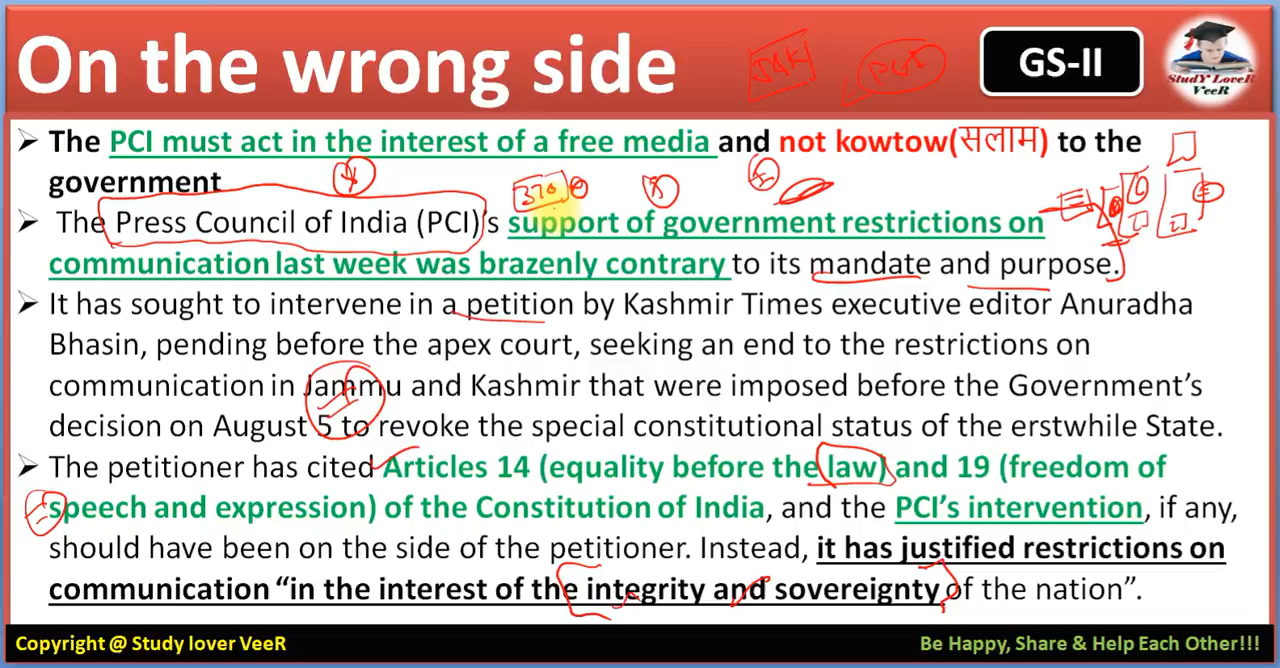 On the wrong side
J&K
PCI
GS-II
StudY LoveR
VeeR
➢ The PCI must act in the interest of a free media and not kowtow(सलाम) to the
government
370
➢ The Press Council of India (PCI)'s support of government restrictions on
communication last week was brazenly contrary to its mandate and purpose.
➢ It has sought to intervene in a petition by Kashmir Times executive editor Anuradha
Bhasin, pending before the apex court, seeking an end to the restrictions on
communication in Jammu and Kashmir that were imposed before the Government's
decision on August 5 to revoke the special constitutional status of the erstwhile State.
➢ The petitioner has cited Articles 14 (equality before the law) and 19 (freedom of
speech and expression) of the Constitution of India, and the PCI's intervention, if any,
should have been on the side of the petitioner. Instead, it has justified restrictions on
communication “in the interest of the integrity and sovereignty of the nation”.
Copyright @ Study lover VeeR
Be Happy, Share & Help Each Other!!!